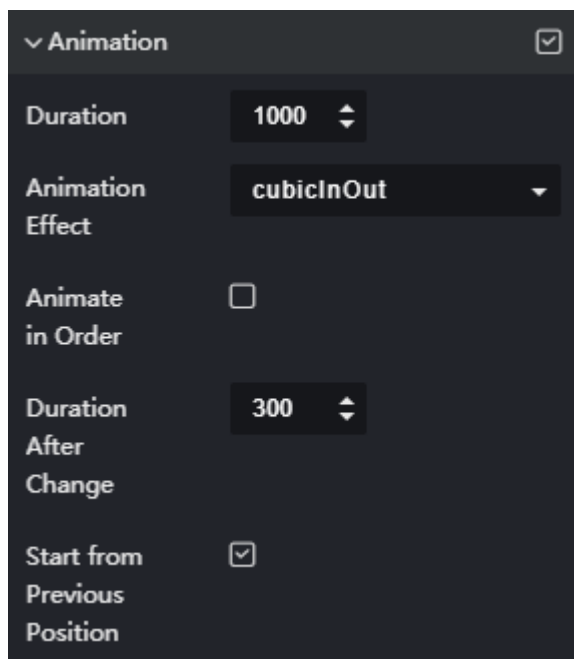 Animation
Duration 1000
Animation cubicInOut
Effect
Animate
in Order
Duration 300
After
Change
Start from
Previous
Position